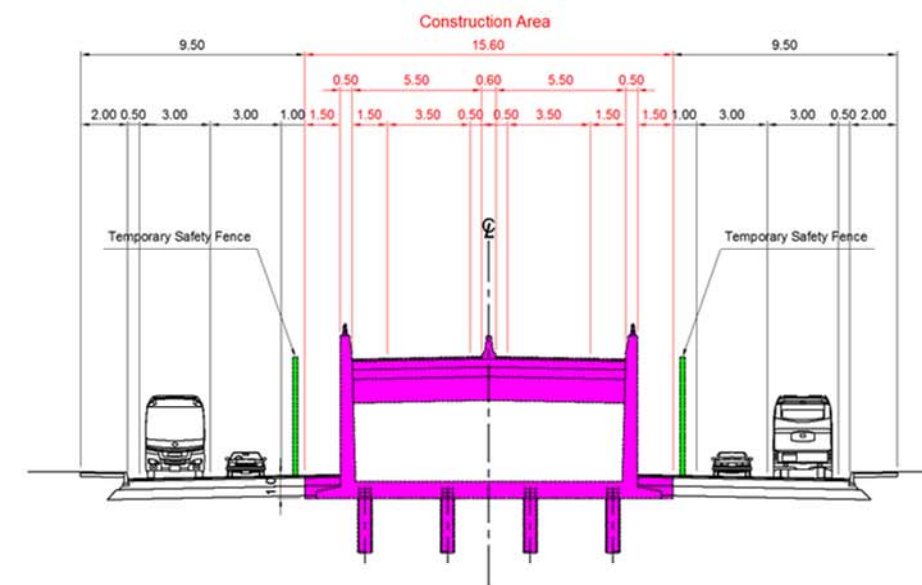 Construction Area
9.50 15.60 9.50
0.50 5.50 0.60 5.50 0.50
2.00 0.50 3.00 3.00 1.00 1.50 1.50 3.50 0.50 0.50 3.50 1.50 1.50 1.00 3.00 3.00 0.50 2.00
℄
Temporary Safety Fence Temporary Safety Fence
1.0